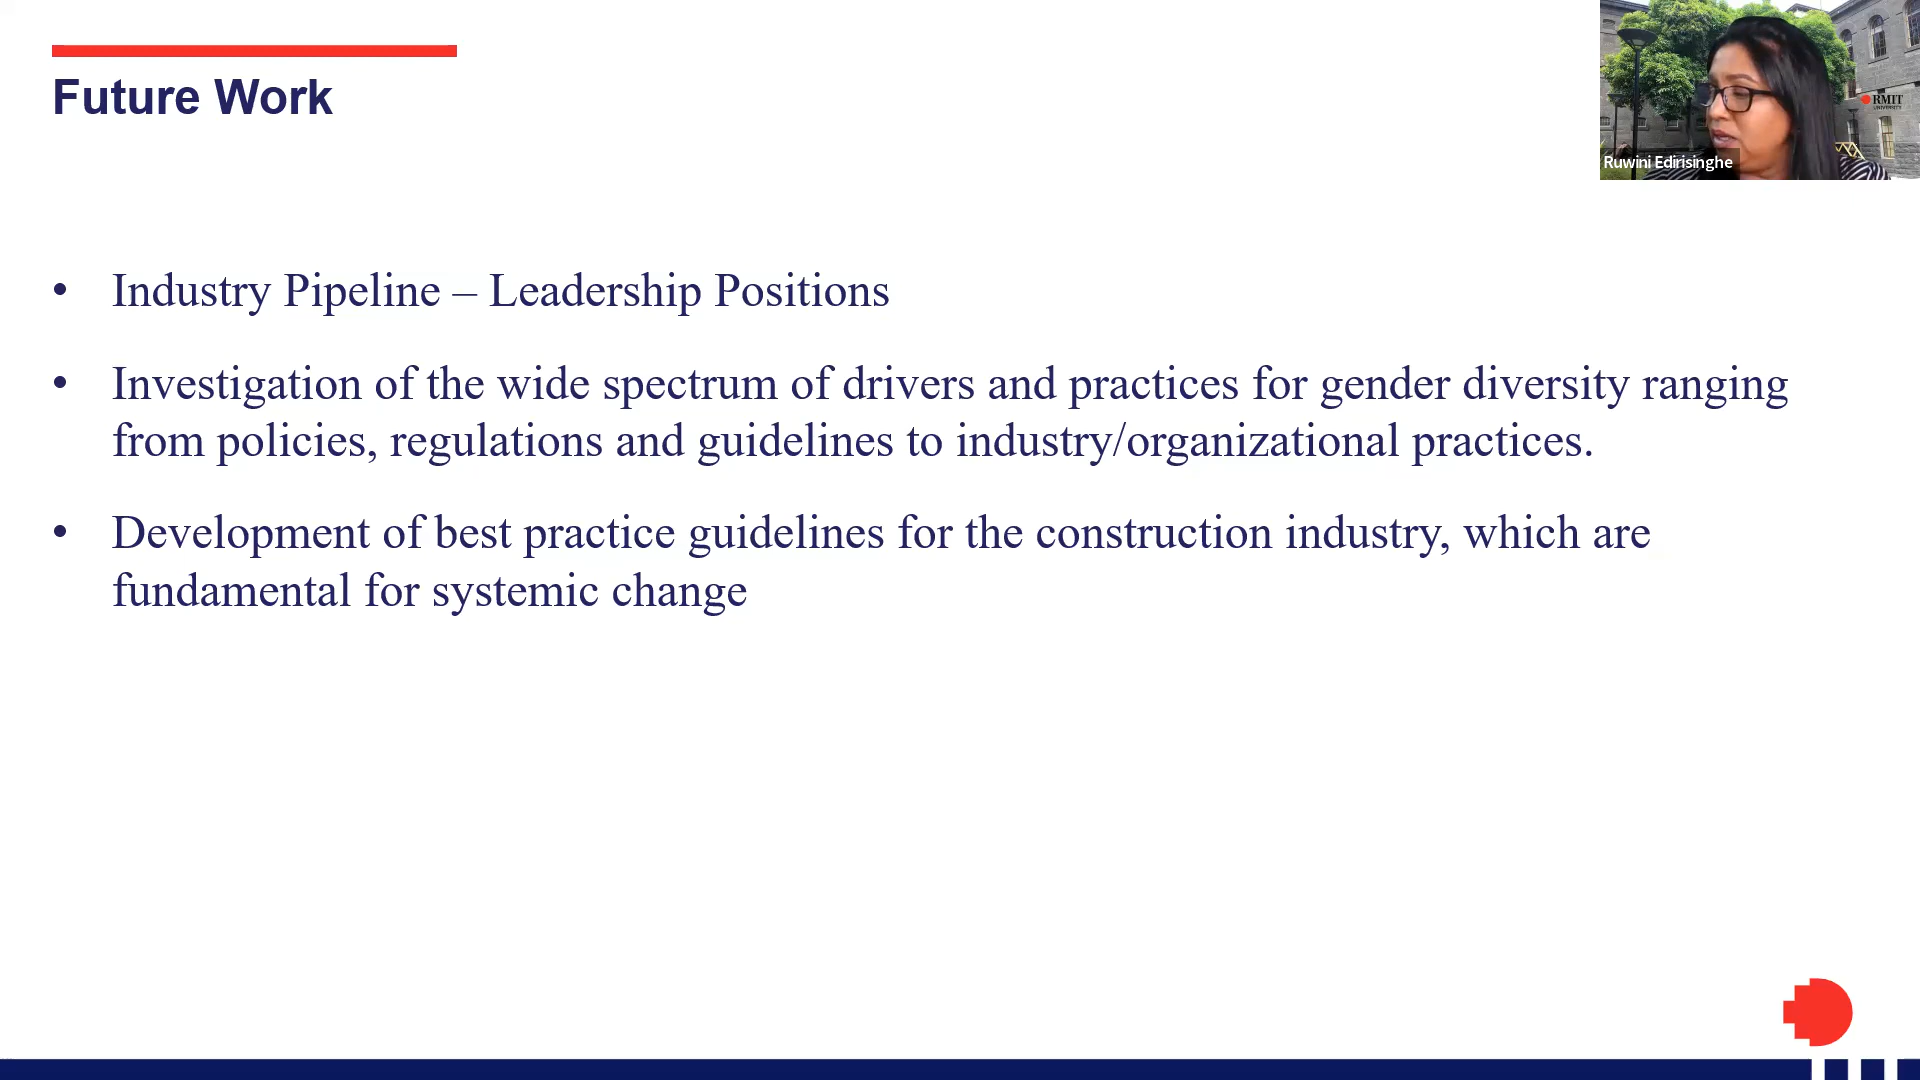 Future Work
RMIT
UNIVERSITY
Ruwini Edirisinghe
• Industry Pipeline – Leadership Positions
• Investigation of the wide spectrum of drivers and practices for gender diversity ranging
from policies, regulations and guidelines to industry/organizational practices.
• Development of best practice guidelines for the construction industry, which are
fundamental for systemic change